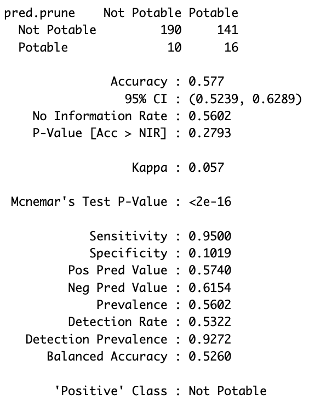 pred.prune Not Potable Potable
Not Potable 190 141
Potable 10 16
Accuracy : 0.577
95% CI : (0.5239, 0.6289)
No Information Rate : 0.5602
P-Value [Acc > NIR] : 0.2793
Kappa : 0.057
Mcnemar's Test P-Value : <2e-16
Sensitivity : 0.9500
Specificity : 0.1019
Pos Pred Value : 0.5740
Neg Pred Value : 0.6154
Prevalence : 0.5602
Detection Rate : 0.5322
Detection Prevalence : 0.9272
Balanced Accuracy : 0.5260
'Positive' Class : Not Potable